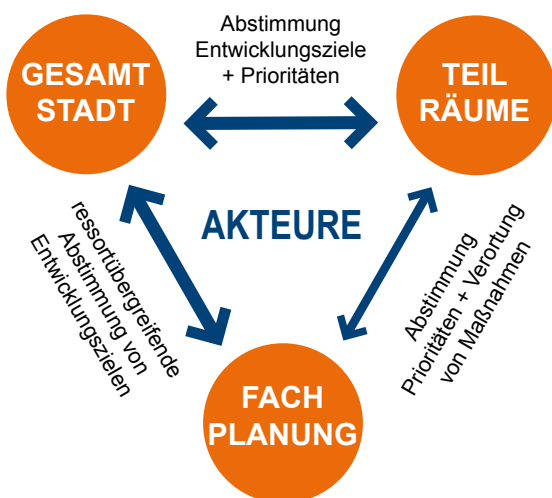 Abstimmung
Entwicklungsziele
+ Prioritäten
GESAMT
STADT
TEIL
RÄUME
AKTEURE
ressortübergreifende
Abstimmung von
Entwicklungszielen
Abstimmung
Prioritäten + Verortung
von Maßnahmen
FACH
PLANUNG